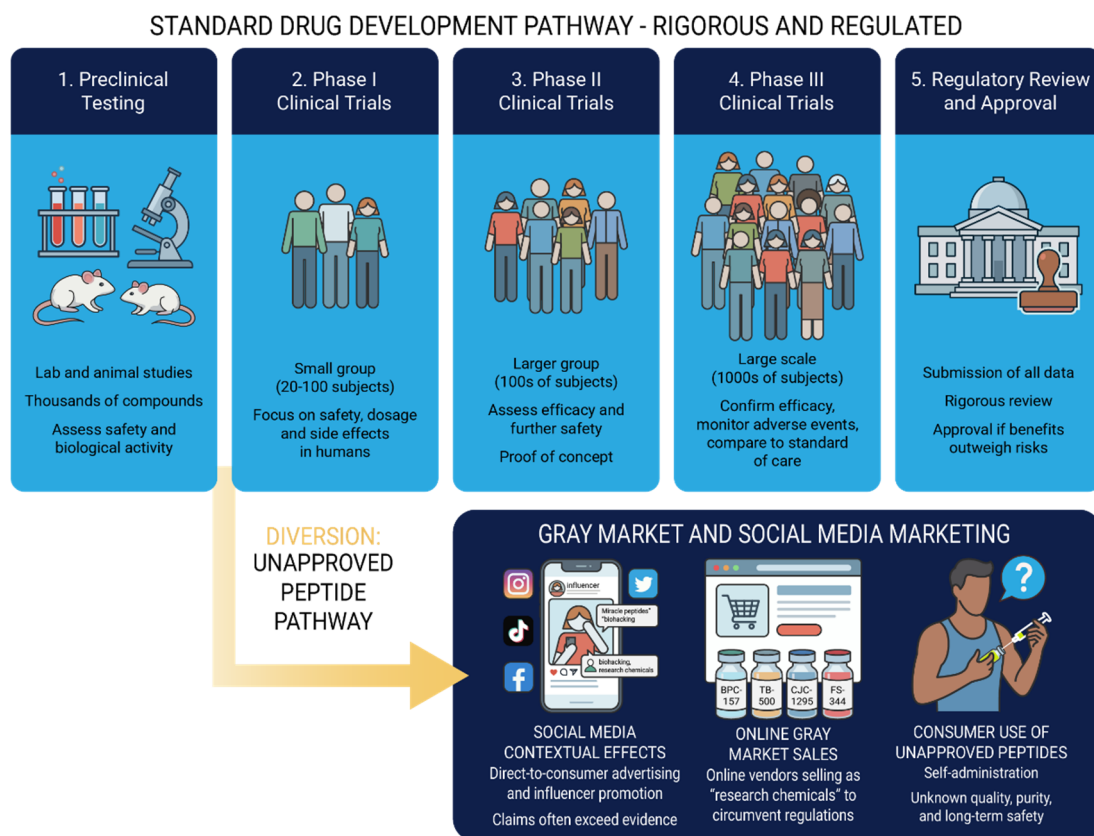 STANDARD DRUG DEVELOPMENT PATHWAY - RIGOROUS AND REGULATED
1. Preclinical
Testing
Lab and animal studies
Thousands of compounds
Assess safety and
biological activity
2. Phase I
Clinical Trials
Small group
(20-100 subjects)
Focus on safety, dosage
and side effects
in humans
3. Phase II
Clinical Trials
Larger group
(100s of subjects)
Assess efficacy and
further safety
Proof of concept
4. Phase III
Clinical Trials
Large scale
(1000s of subjects)
Confirm efficacy,
monitor adverse events,
compare to standard
of care
5. Regulatory Review
and Approval
Submission of all data
Rigorous review
Approval if benefits
outweigh risks
DIVERSION:
UNAPPROVED
PEPTIDE
PATHWAY
GRAY MARKET AND SOCIAL MEDIA MARKETING
influencer
Miracle peptides"
"biohacking
biohacking,
research chemicals
SOCIAL MEDIA
CONTEXTUAL EFFECTS
Direct-to-consumer advertising
and influencer promotion
Claims often exceed evidence
BPC-
157
TB-
500
CJC-
1295
FS-
344
ONLINE GRAY
MARKET SALES
Online vendors selling as
"research chemicals" to
circumvent regulations
?
CONSUMER USE OF
UNAPPROVED PEPTIDES
Self-administration
Unknown quality, purity,
and long-term safety